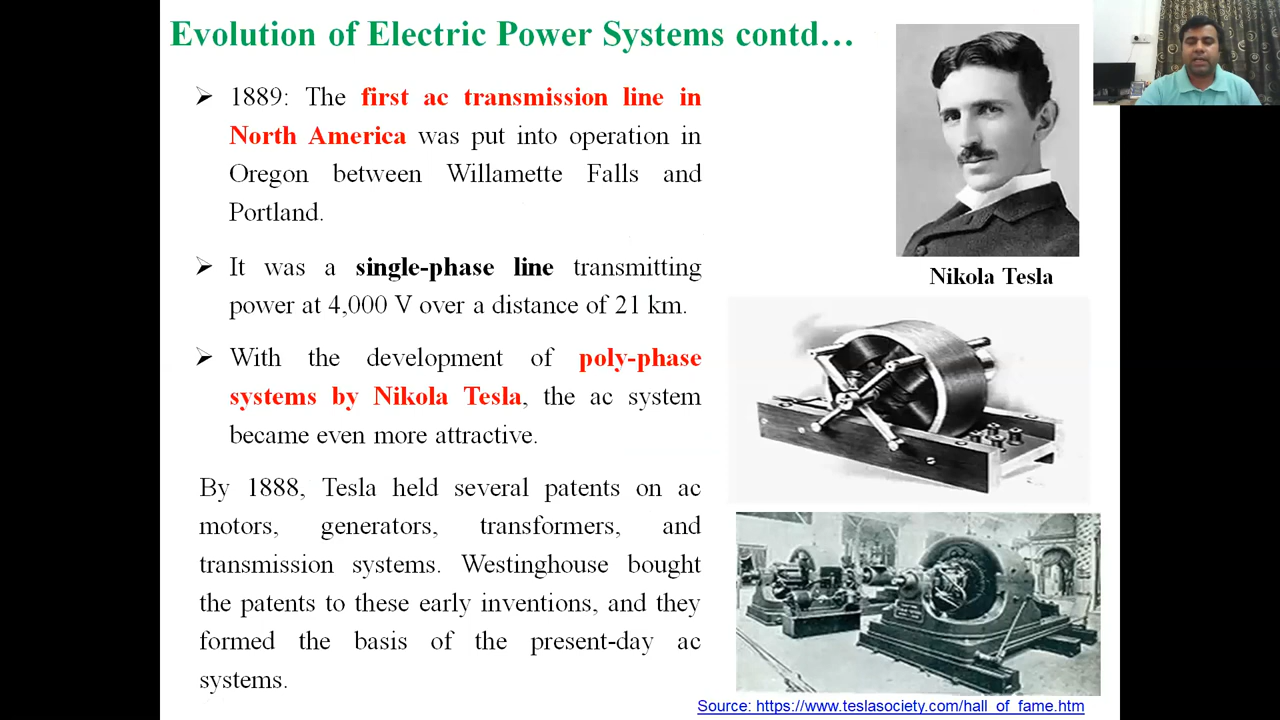 Evolution of Electric Power Systems contd…
➢ 1889: The first ac transmission line in
North America was put into operation in
Oregon between Willamette Falls and
Portland.
➢ It was a single-phase line transmitting
power at 4,000 V over a distance of 21 km.
➢ With the development of poly-phase
systems by Nikola Tesla, the ac system
became even more attractive.
By 1888, Tesla held several patents on ac
motors, generators, transformers, and
transmission systems. Westinghouse bought
the patents to these early inventions, and they
formed the basis of the present-day ac
systems.
Nikola Tesla
Source: https://www.teslasociety.com/hall_of_fame.htm